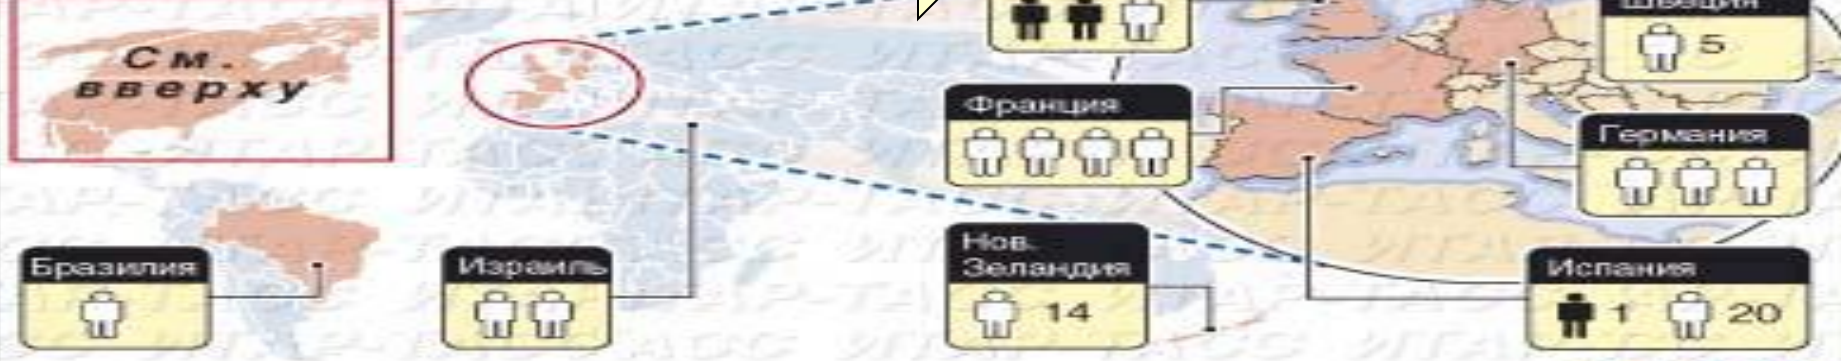 См.
вверху
Швеция
5
Франция
Германия
Нов.
Зеландия
14
Бразилия
Израиль
Испания
1 20